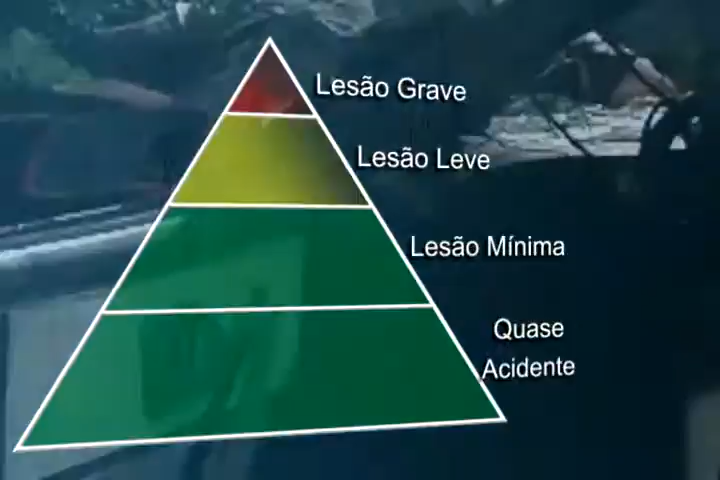 Lesão Grave
Lesão Leve
Lesão Mínima
Quase
Acidente